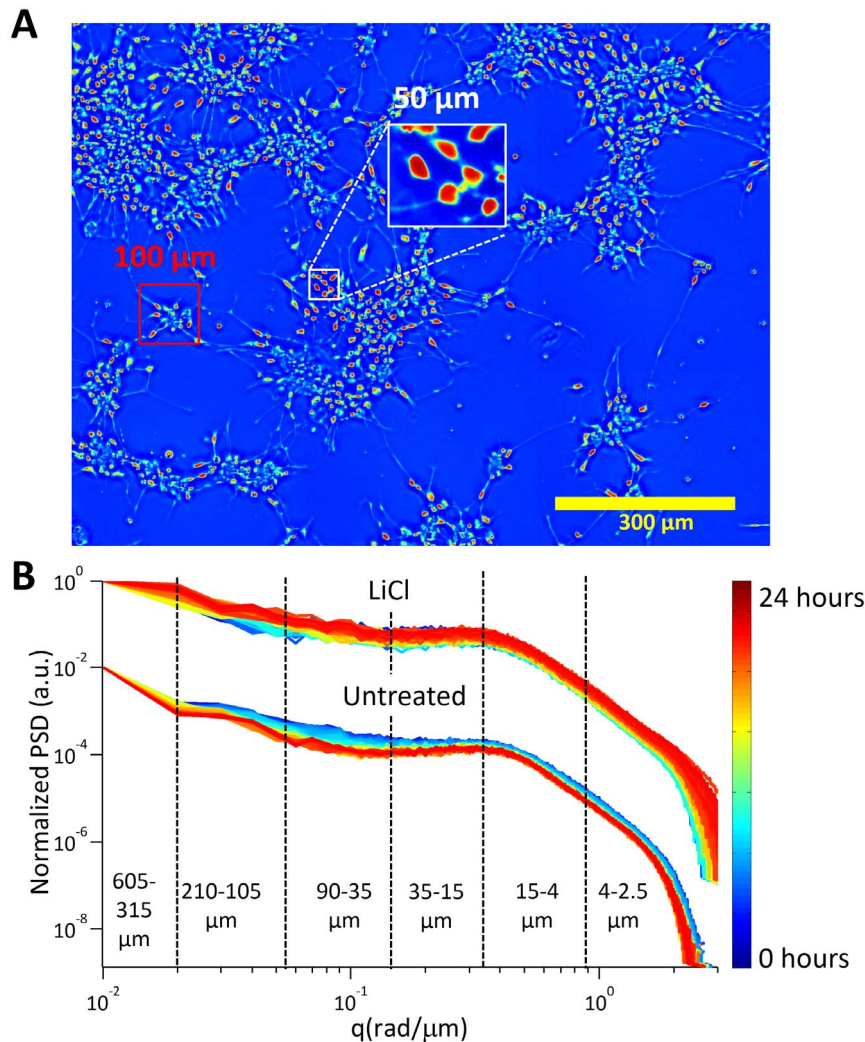 A
50 µm
100 µm
300 µm
B
LiCl
Untreated
24 hours
0 hours
Normalized PSD (a.u.)
10^0
10^-2
10^-4
10^-6
10^-8
605-
315
µm
210-105
µm
90-35
µm
35-15
µm
15-4
µm
4-2.5
µm
10^-2
10^-1
10^0
q(rad/µm)